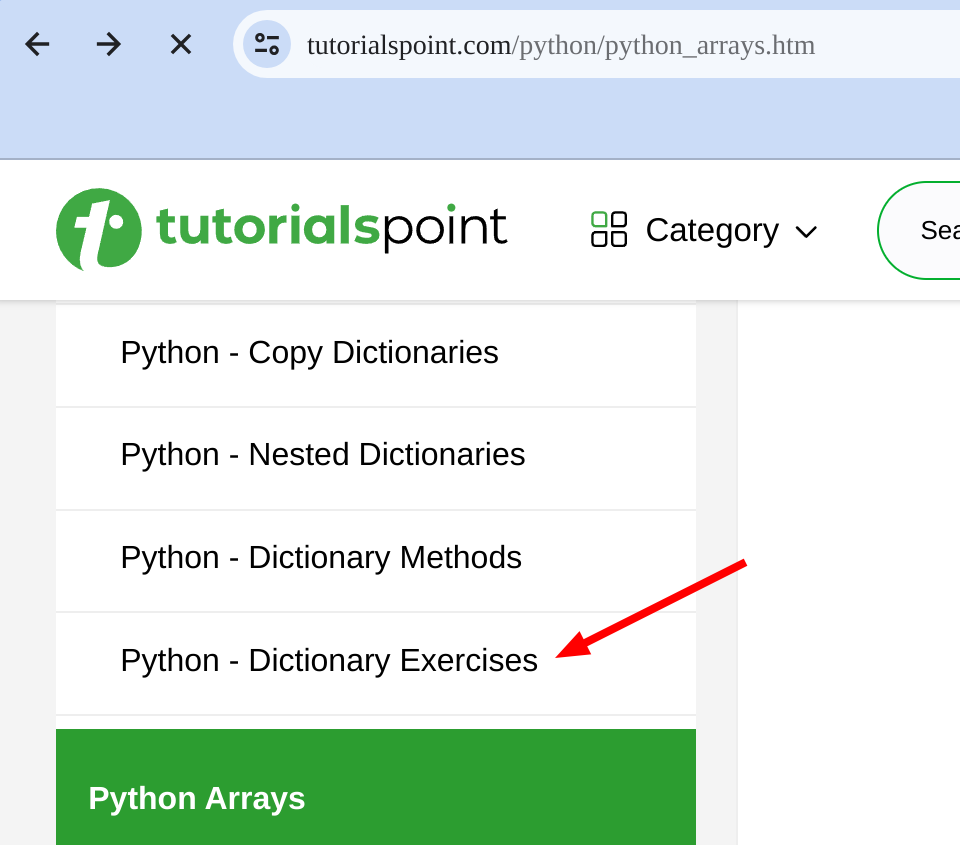 tutorialspoint.com/python/python_arrays.htm
tutorialspoint Category Sea
Python - Copy Dictionaries
Python - Nested Dictionaries
Python - Dictionary Methods
Python - Dictionary Exercises
Python Arrays